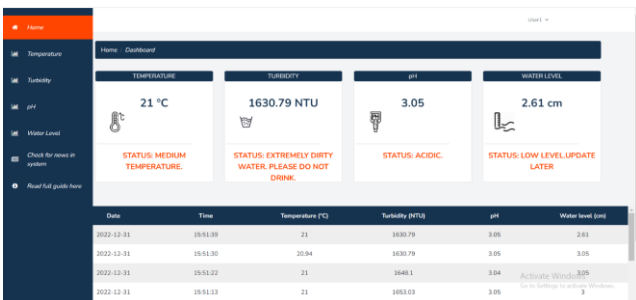 User1
Home
Temperature
Turbidity
pH
Water Level
Check for news in
system
Read full guide here
Home / Dashboard
TEMPERATURE
21 °C
STATUS: MEDIUM
TEMPERATURE.
TURBIDITY
1630.79 NTU
STATUS: EXTREMELY DIRTY
WATER, PLEASE DO NOT
DRINK.
pH
3.05
STATUS: ACIDIC.
WATER LEVEL
2.61 cm
STATUS: LOW LEVEL.UPDATE
LATER
Date Time Temperature (°C) Turbidity (NTU) pH Water level (cm)
2022-12-31 15:51:39 21 1630.79 3.05 2.61
2022-12-31 15:51:30 20.94 1630.79 3.05 3.05
2022-12-31 15:51:22 21 1648.1 3.04 3.05
2022-12-31 15:51:13 21 1653.03 3.05 3
Activate Windows
Go to Settings to activate Windows.